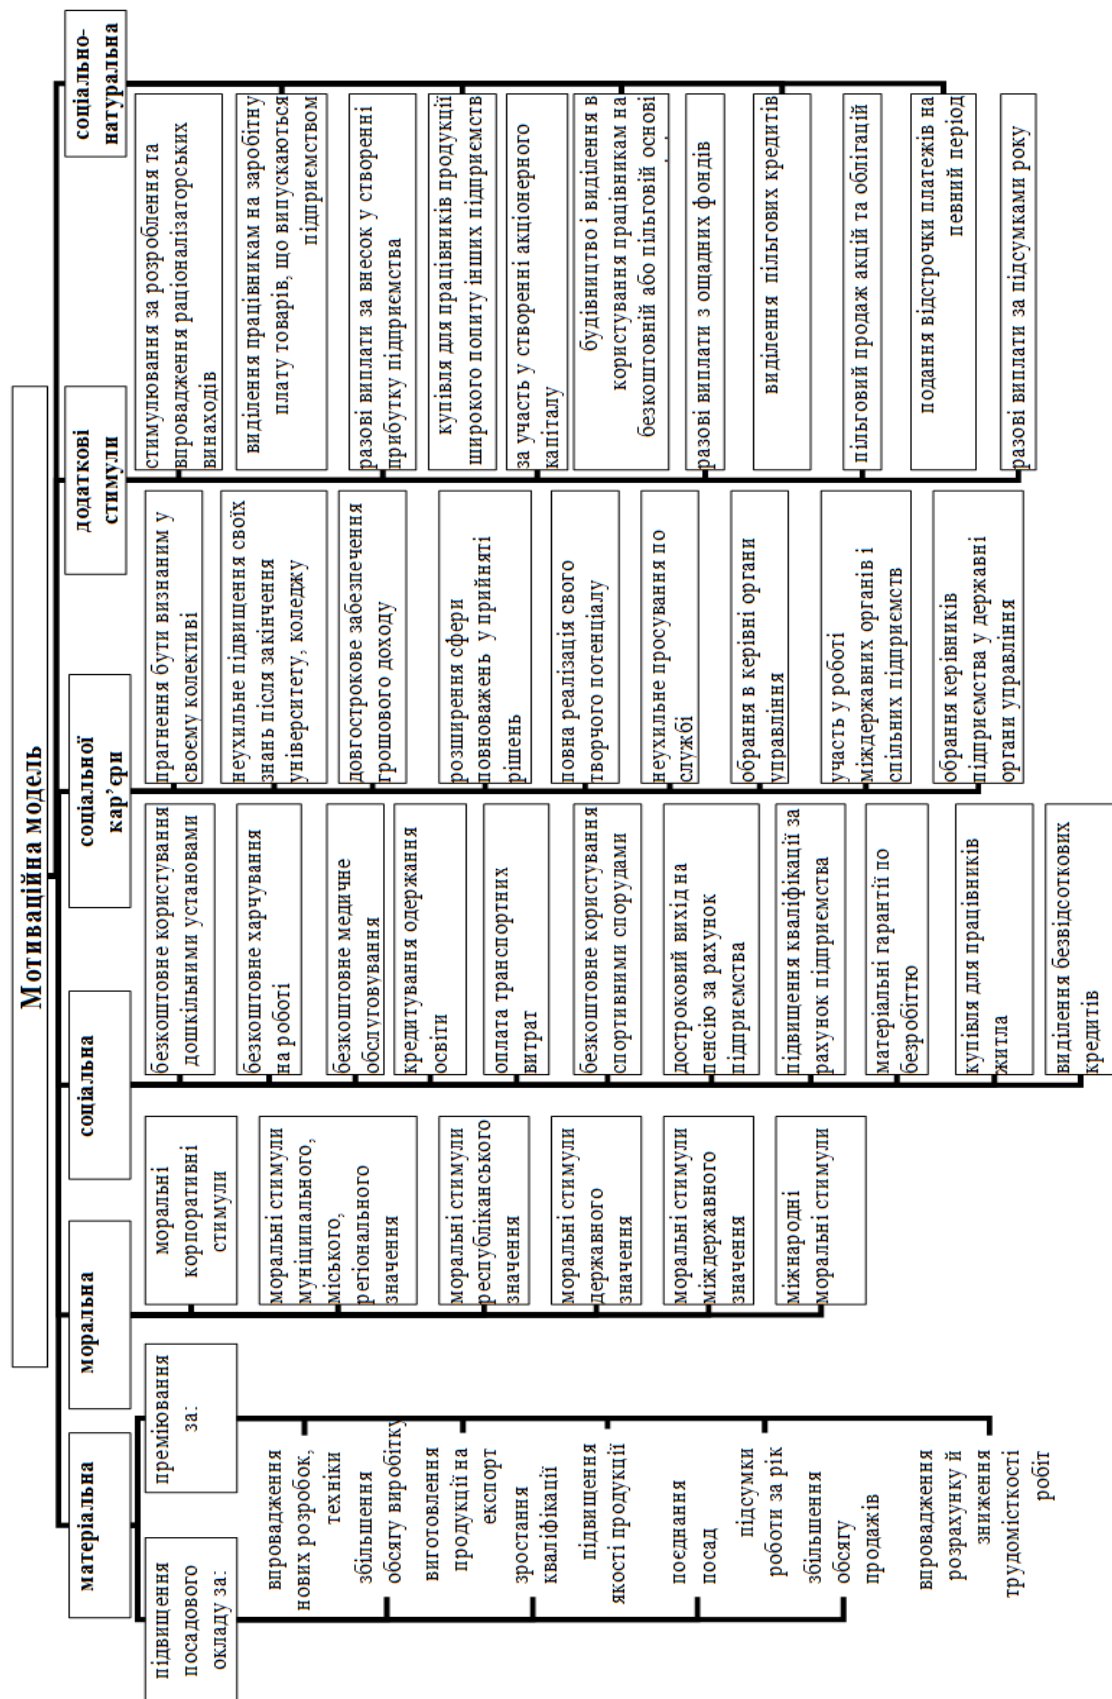 Мотиваційна модель
матеріальна
моральна
соціальна
соціальної
кар’єри
додаткові
стимули
соціально-
натуральна
підвищення
посадового
окладу за:
преміювання
за:
впровадження
нових розробок,
техніки
збільшення
обсягу виробітку
виготовлення
продукції на
експорт
зростання
кваліфікації
підвищення
якості продукції
поєднання
посад
підсумки
роботи за рік
збільшення
обсягу
продажів
впровадження
розрахунку й
зниження
трудомісткості
робіт
моральні
корпоративні
стимули
моральні стимули
муніципального,
міського,
регіонального
значення
моральні стимули
республіканського
значення
моральні стимули
державного
значення
моральні стимули
міждержавного
значення
міжнародні
моральні стимули
безкоштовне користування
дошкільними установами
безкоштовне харчування
на роботі
безкоштовне медичне
обслуговування
кредитування одержання
освіти
оплата транспортних
витрат
безкоштовне користування
спортивними спорудами
достроковий вихід на
пенсію за рахунок
підприємства
підвищення кваліфікації за
рахунок підприємства
матеріальні гарантії по
безробіттю
купівля для працівників
житла
виділення безвідсоткових
кредитів
прагнення бути визнаним у
своєму колективі
неухильне підвищення своїх
знань після закінчення
університету, коледжу
довгострокове забезпечення
грошового доходу
розширення сфери
повноважень у прийняті
рішень
повна реалізація свого
творчого потенціалу
неухильне просування по
службі
обрання в керівні органи
управління
участь у роботі
міждержавних органів і
спільних підприємств
обрання керівників
підприємства у державні
органи управління
стимулювання за розроблення та
впровадження раціоналізаторських
винаходів
виділення працівникам на заробітну
плату товарів, що випускаються
підприємством
разові виплати за внесок у створенні
прибутку підприємства
купівля для працівників продукції
широкого попиту інших підприємств
за участь у створенні акціонерного
капіталу
будівництво і виділення в
користування працівникам на
безкоштовній або пільговій основі
разові виплати з ощадних фондів
виділення пільгових кредитів
пільговий продаж акцій та облігацій
подання відстрочки платежів на
певний період
разові виплати за підсумками року